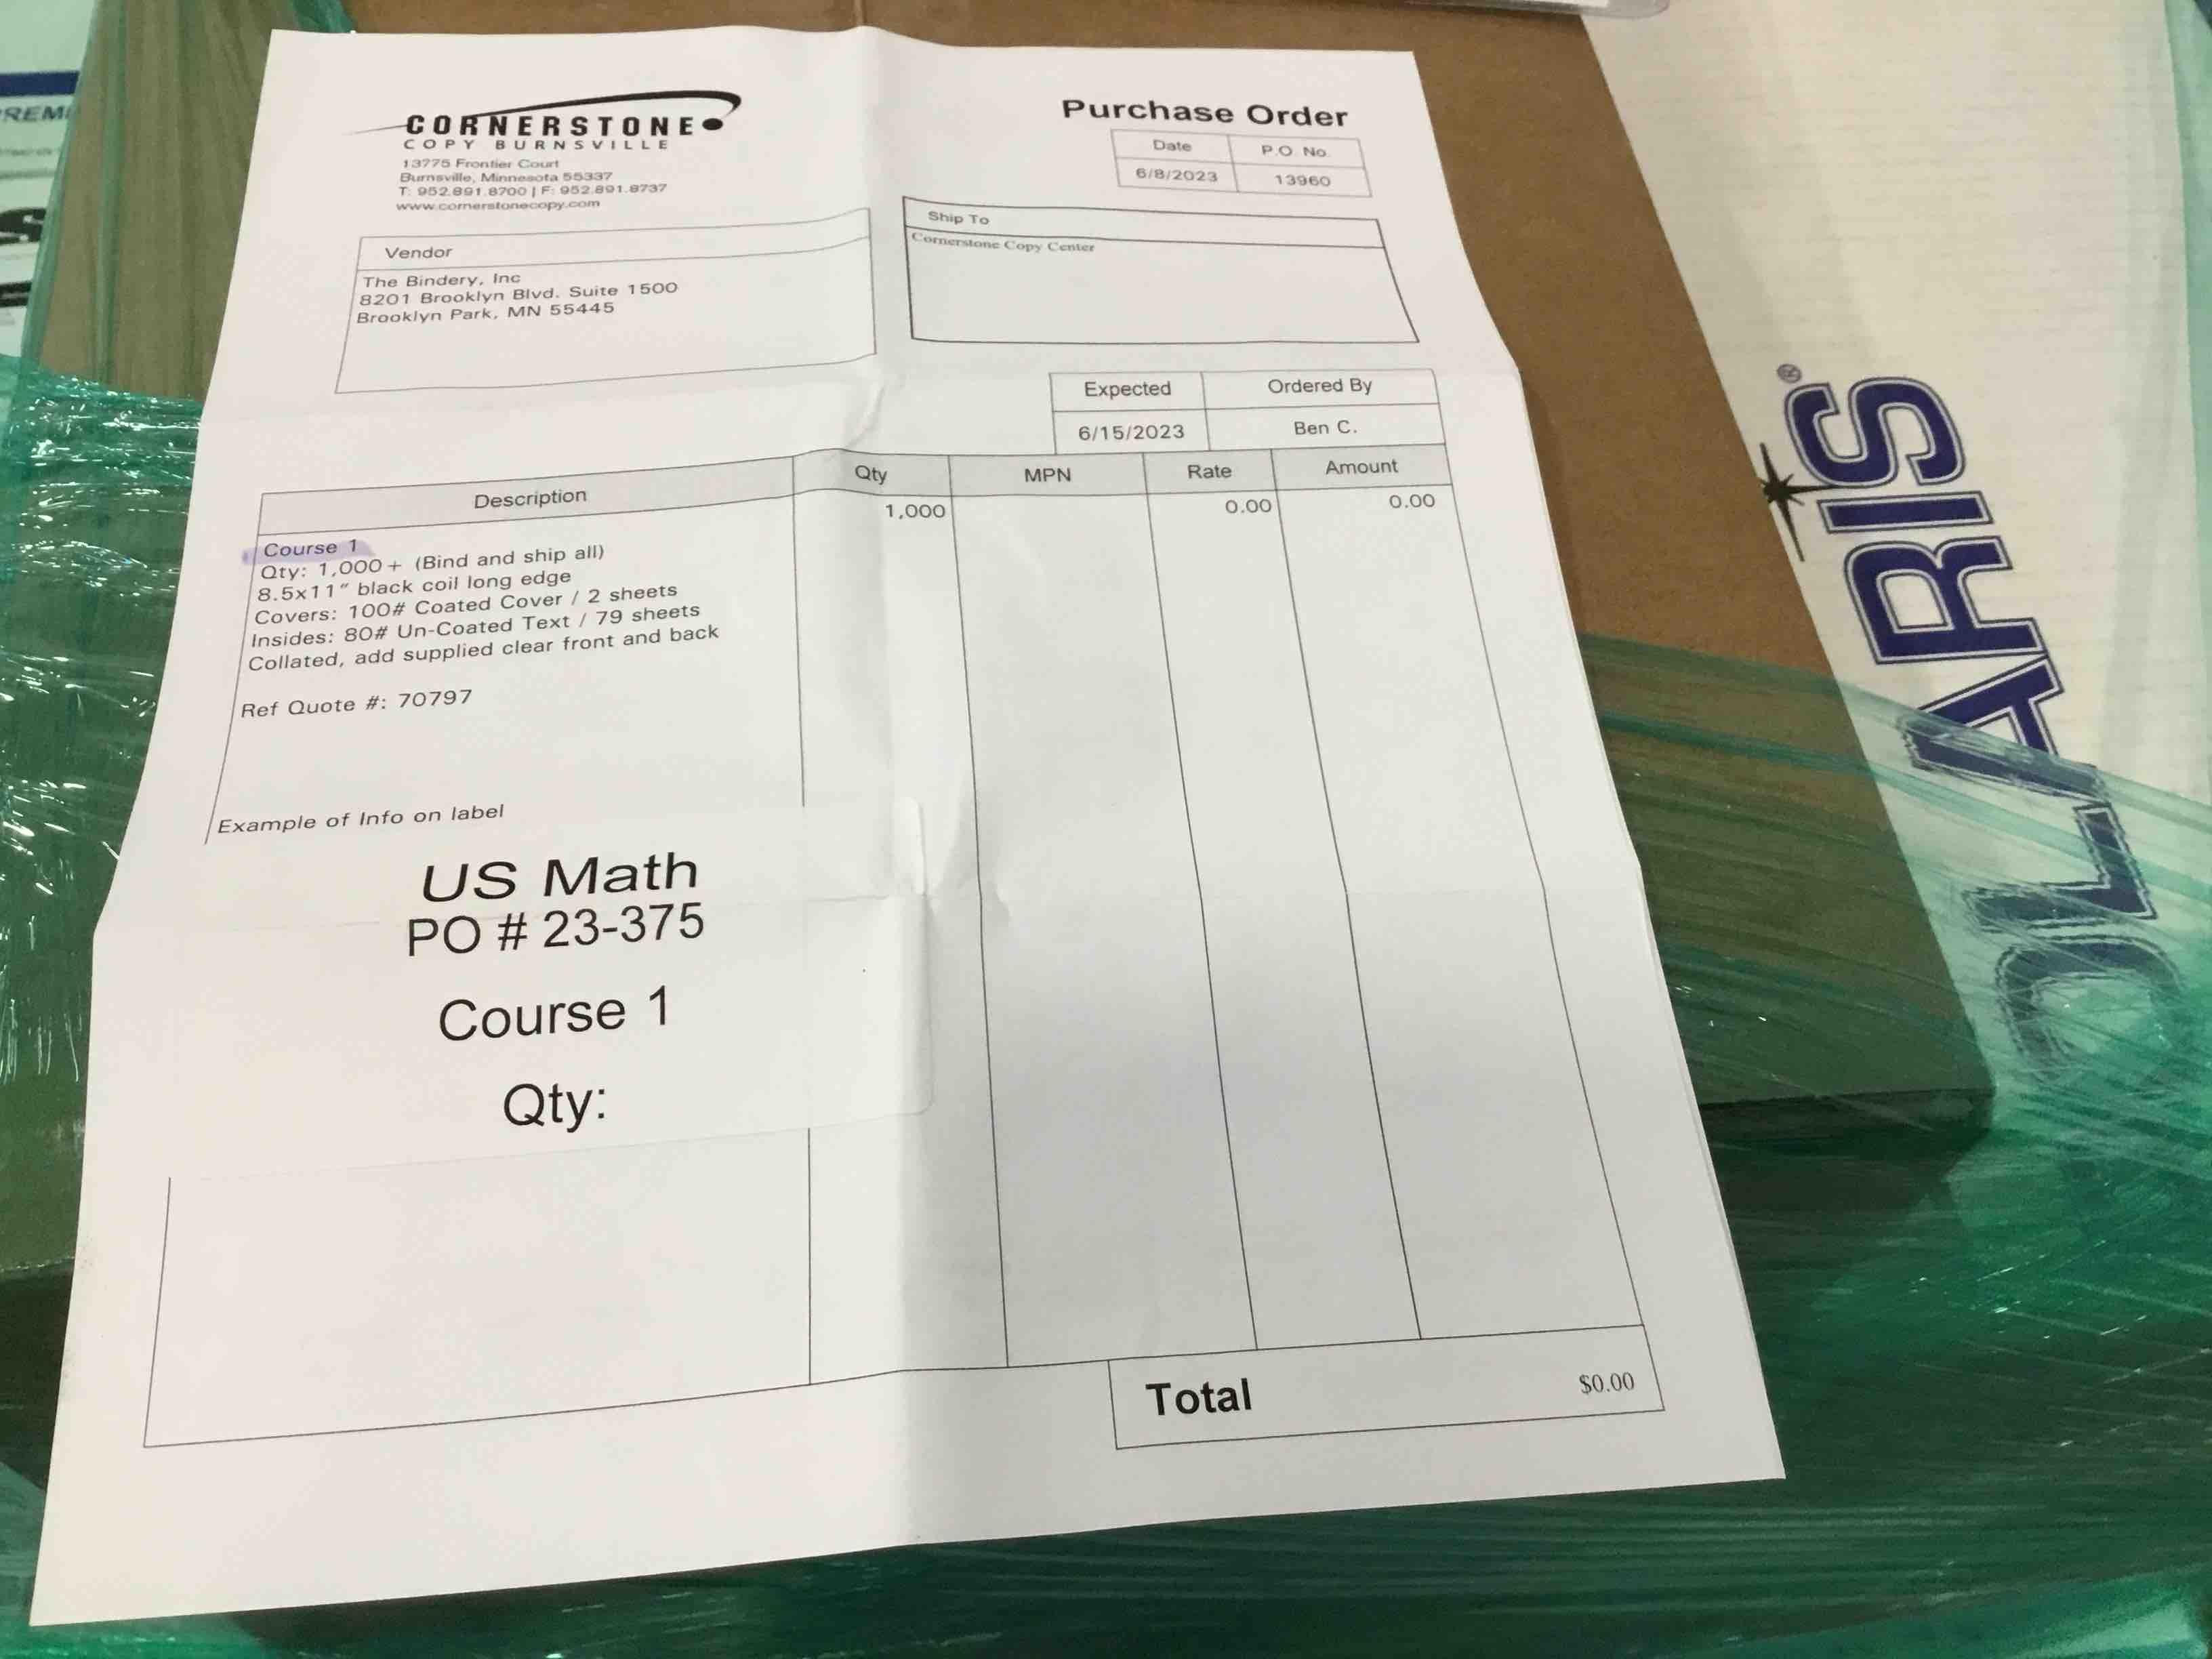 CORNERSTONE
COPY BURNSVILLE
13775 Frontier Court
Burnsville, Minnesota 55337
T: 952.891.8700 | F: 952.891.8737
www.cornerstonecopy.com
Purchase Order
Date P.O. No.
6/8/2023 13960
Vendor
The Bindery, Inc
8201 Brooklyn Blvd. Suite 1500
Brooklyn Park, MN 55445
Ship To
Cornerstone Copy Center
Expected Ordered By
6/15/2023 Ben C.
Description Qty MPN Rate Amount
1,000 0.00 0.00
Course 1
Qty: 1,000+ (Bind and ship all)
8.5x11" black coil long edge
Covers: 100# Coated Cover / 2 sheets
Insides: 80# Un-Coated Text / 79 sheets
Collated, add supplied clear front and back
Ref Quote #: 70797
Example of Info on label
US Math
PO # 23-375
Course 1
Qty:
Total $0.00
OLARIS®
REMI